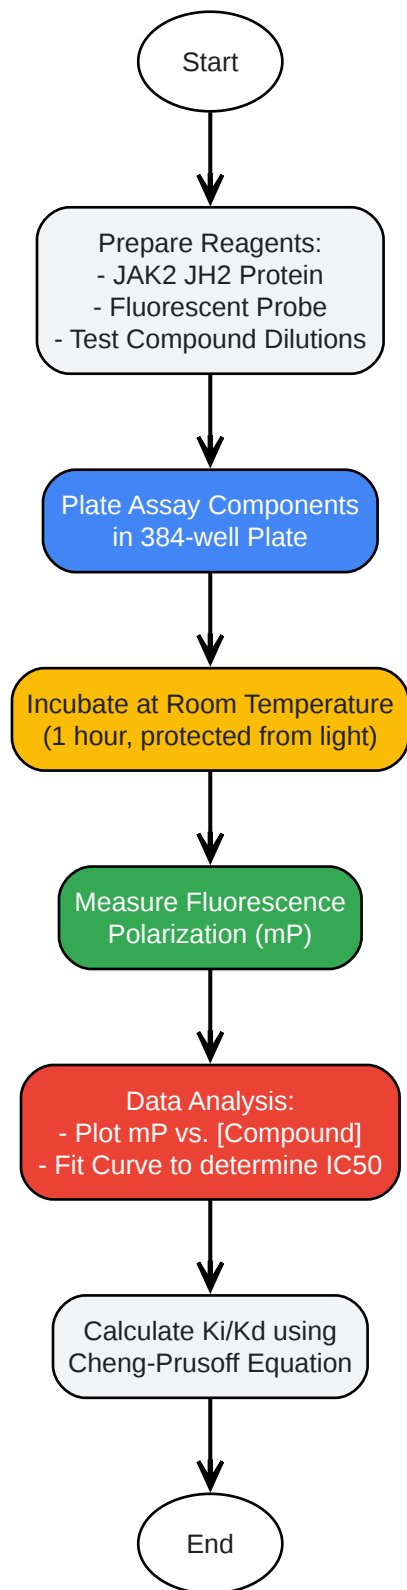 Start
Prepare Reagents:
- JAK2 JH2 Protein
- Fluorescent Probe
- Test Compound Dilutions
Plate Assay Components
in 384-well Plate
Incubate at Room Temperature
(1 hour, protected from light)
Measure Fluorescence
Polarization (mP)
Data Analysis:
- Plot mP vs. [Compound]
- Fit Curve to determine IC50
Calculate Ki/Kd using
Cheng-Prusoff Equation
End